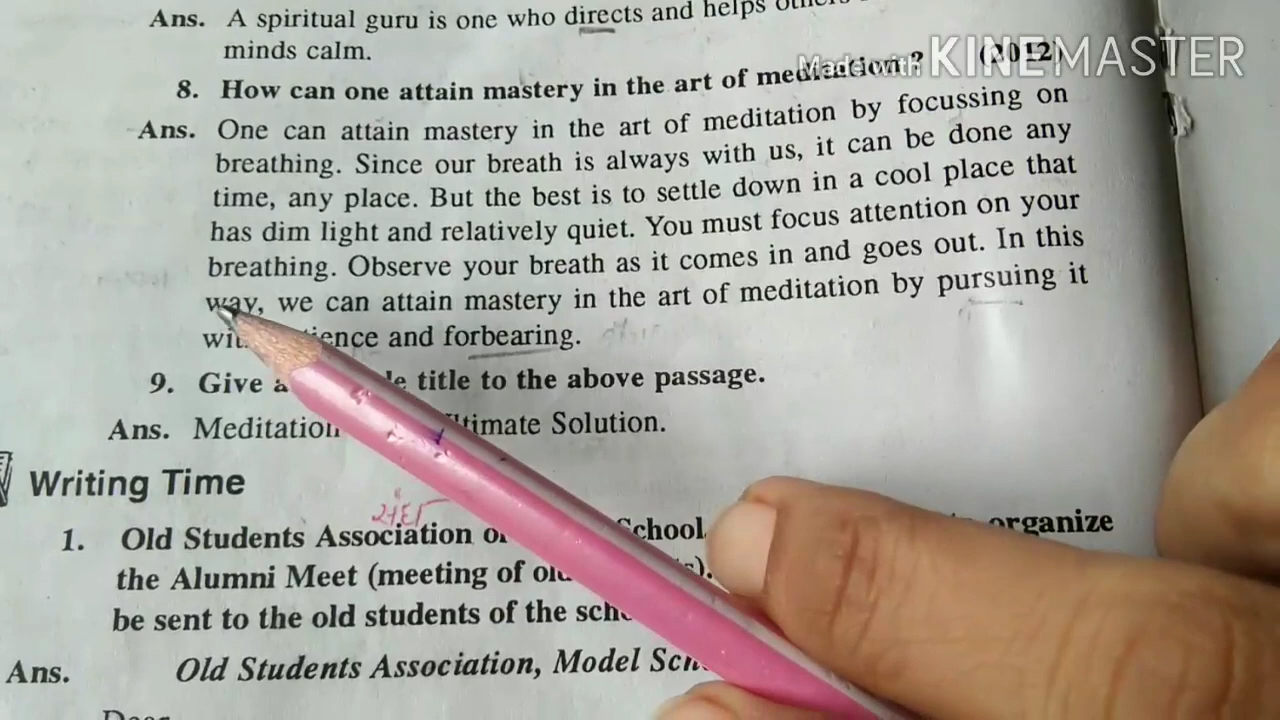 Ans. A spiritual guru is one who directs and helps
minds calm.
8. How can one attain mastery in the art of meditation? (2012)
Made with KINEMASTER
Ans. One can attain mastery in the art of meditation by focussing on
breathing. Since our breath is always with us, it can be done any
time, any place. But the best is to settle down in a cool place that
has dim light and relatively quiet. You must focus attention on your
breathing. Observe your breath as it comes in and goes out. In this
way, we can attain mastery in the art of meditation by pursuing it
and forbearing.
9. Give title to the above passage.
Ans. Meditation Ultimate Solution.
Writing Time
1. Old Students Association School organize
the Alumni Meet (meeting of
be sent to the old students of the
Ans. Old Students Association, Model